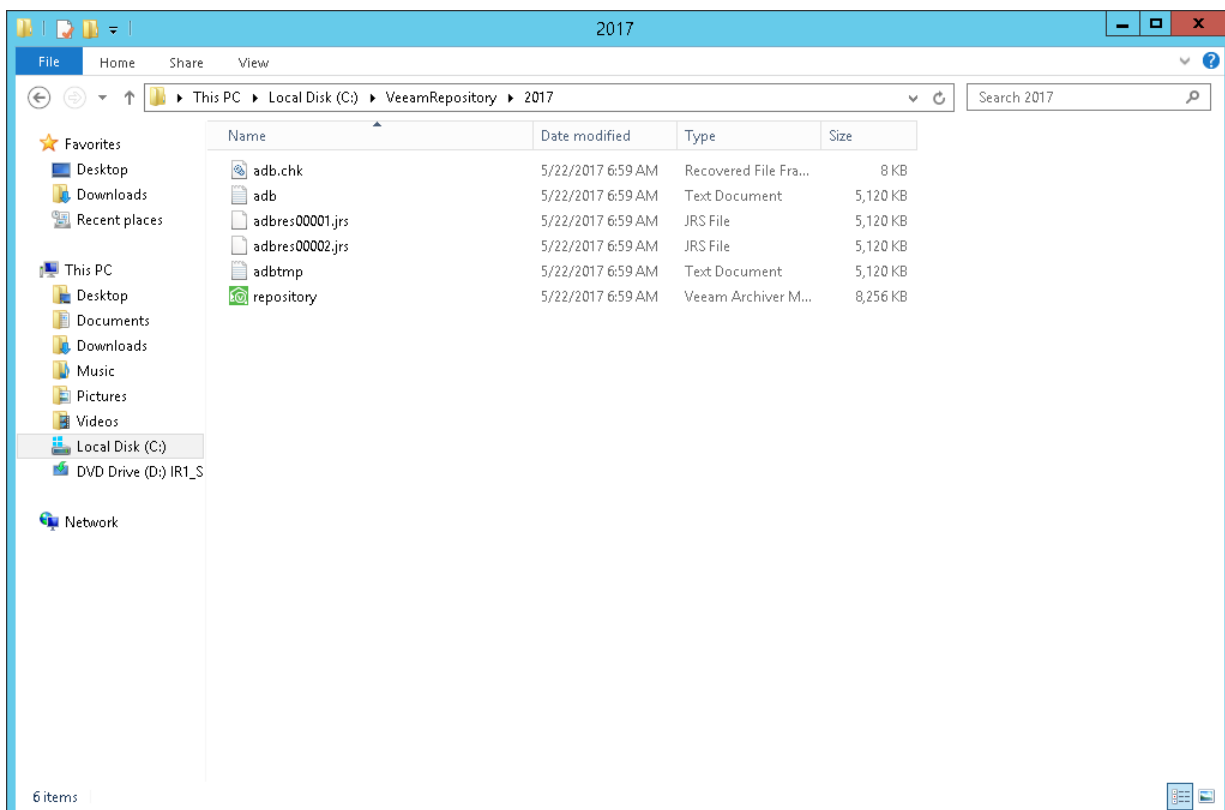 2017
File Home Share View
This PC Local Disk (C:) VeeamRepository 2017 Search 2017
Favorites
Desktop
Downloads
Recent places
This PC
Desktop
Documents
Downloads
Music
Pictures
Videos
Local Disk (C:)
DVD Drive (D:) IR1_S
Network
Name Date modified Type Size
adb.chk 5/22/2017 6:59 AM Recovered File Fra... 8 KB
adb 5/22/2017 6:59 AM Text Document 5,120 KB
adbres00001.jrs 5/22/2017 6:59 AM JRS File 5,120 KB
adbres00002.jrs 5/22/2017 6:59 AM JRS File 5,120 KB
adbtmp 5/22/2017 6:59 AM Text Document 5,120 KB
repository 5/22/2017 6:59 AM Veeam Archiver M... 8,256 KB
6 items